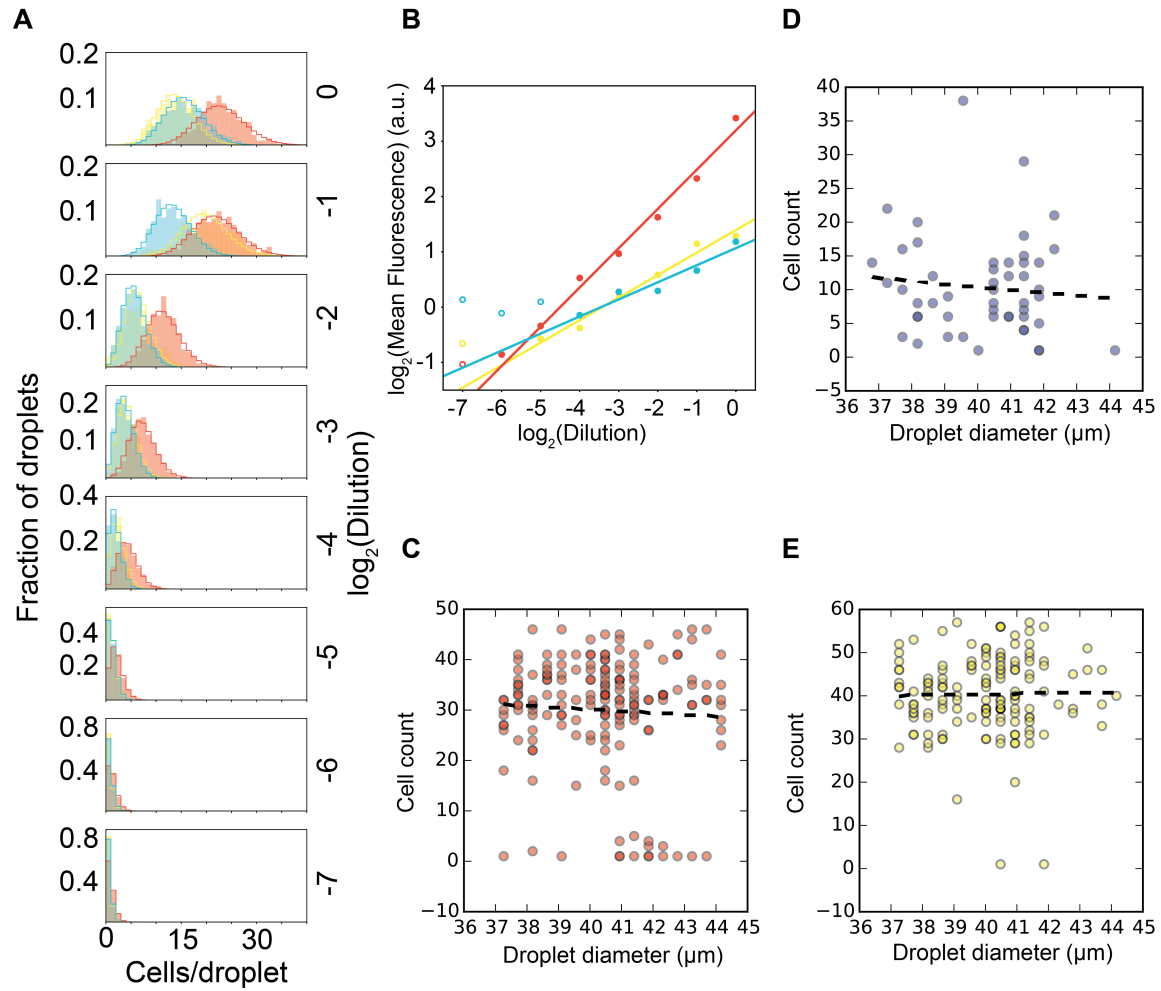 A
B
D
0.2
0.1
0
0.2
0.1
-1
0.2
0.1
-2
0.2
0.1
-3
0.4
0.2
-4
0.4
0.2
-5
0.8
0.4
-6
0.8
0.4
-7
0 15 30
Cells/droplet
Fraction of droplets
log2(Dilution)
4
3
2
1
0
-1
-7 -6 -5 -4 -3 -2 -1 0
log2(Dilution)
log2(Mean Fluorescence) (a.u.)
40
35
30
25
20
15
10
5
0
−5
36 37 38 39 40 41 42 43 44 45
Droplet diameter (µm)
Cell count
C
E
50
40
30
20
10
0
−10
36 37 38 39 40 41 42 43 44 45
Droplet diameter (µm)
Cell count
60
50
40
30
20
10
0
−10
36 37 38 39 40 41 42 43 44 45
Droplet diameter (µm)
Cell count